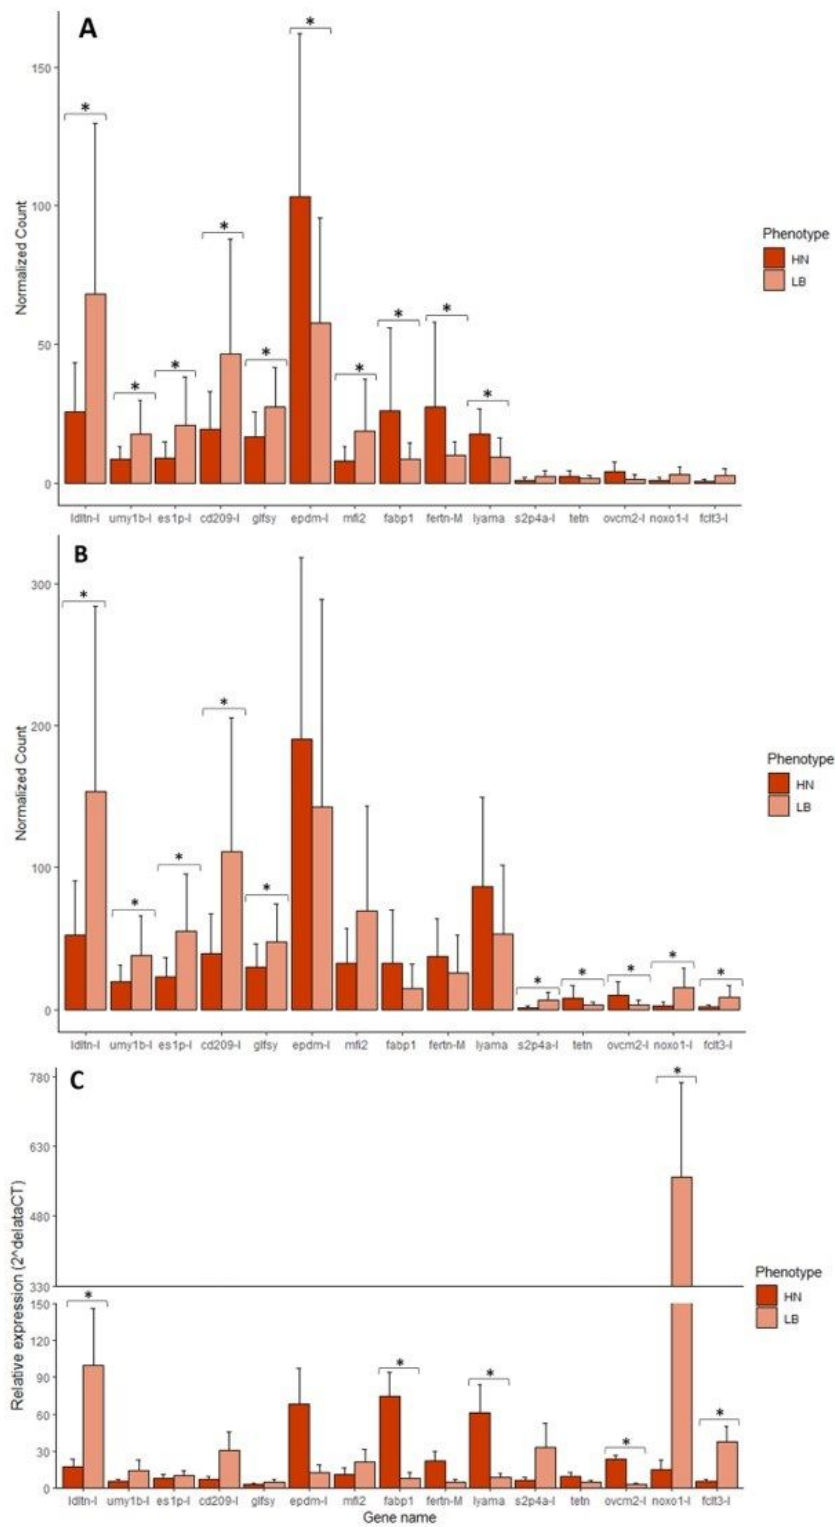 A
Normalized Count
150
100
50
0
*
*
*
*
*
*
*
*
*
*
Phenotype
HN
LB
ldltn-l umy1b-l es1p-l cd209-l glfsy epdm-l mfi2 fabp1 fertn-M lyama s2p4a-l tetn ovcm2-l noxo1-l fclt3-l
B
Normalized Count
300
200
100
0
*
*
*
*
*
*
*
*
*
*
Phenotype
HN
LB
ldltn-l umy1b-l es1p-l cd209-l glfsy epdm-l mfi2 fabp1 fertn-M lyama s2p4a-l tetn ovcm2-l noxo1-l fclt3-l
C
Relative expression (2^delataCT)
780
630
480
330
150
120
90
60
30
0
*
*
*
*
*
*
Phenotype
HN
LB
ldltn-l umy1b-l es1p-l cd209-l glfsy epdm-l mfi2 fabp1 fertn-M lyama s2p4a-l tetn ovcm2-l noxo1-l fclt3-l
Gene name